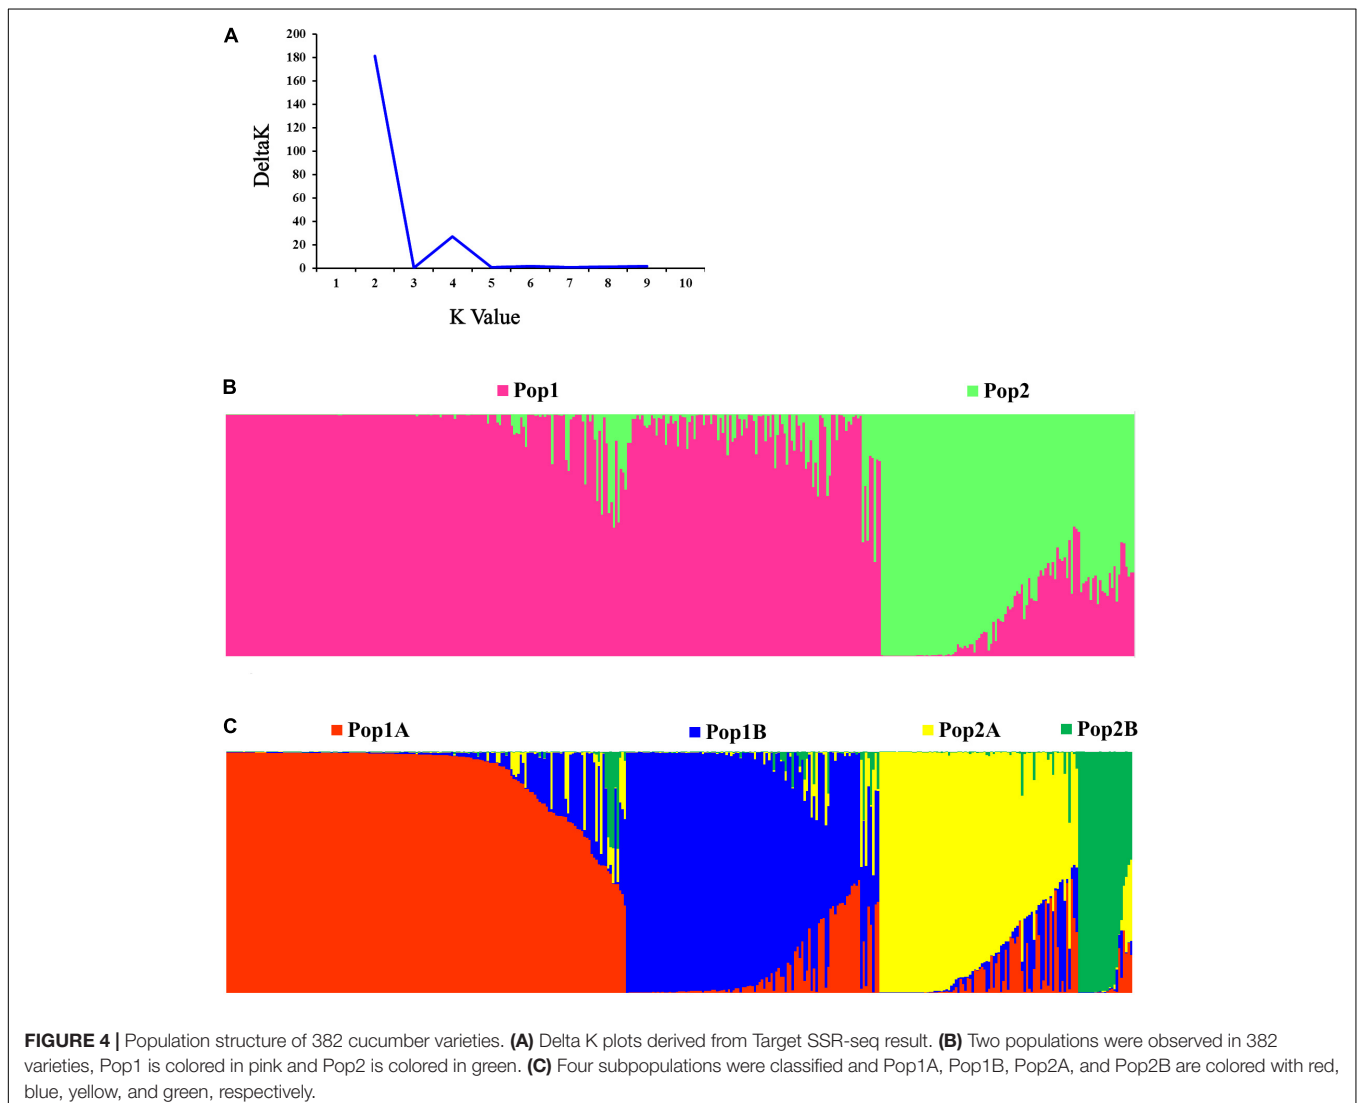 A
200
180
160
140
120
100
80
60
40
20
0
DeltaK
1 2 3 4 5 6 7 8 9 10
K Value
B
Pop1 Pop2
C
Pop1A Pop1B Pop2A Pop2B
FIGURE 4 | Population structure of 382 cucumber varieties. (A) Delta K plots derived from Target SSR-seq result. (B) Two populations were observed in 382
varieties, Pop1 is colored in pink and Pop2 is colored in green. (C) Four subpopulations were classified and Pop1A, Pop1B, Pop2A, and Pop2B are colored with red,
blue, yellow, and green, respectively.